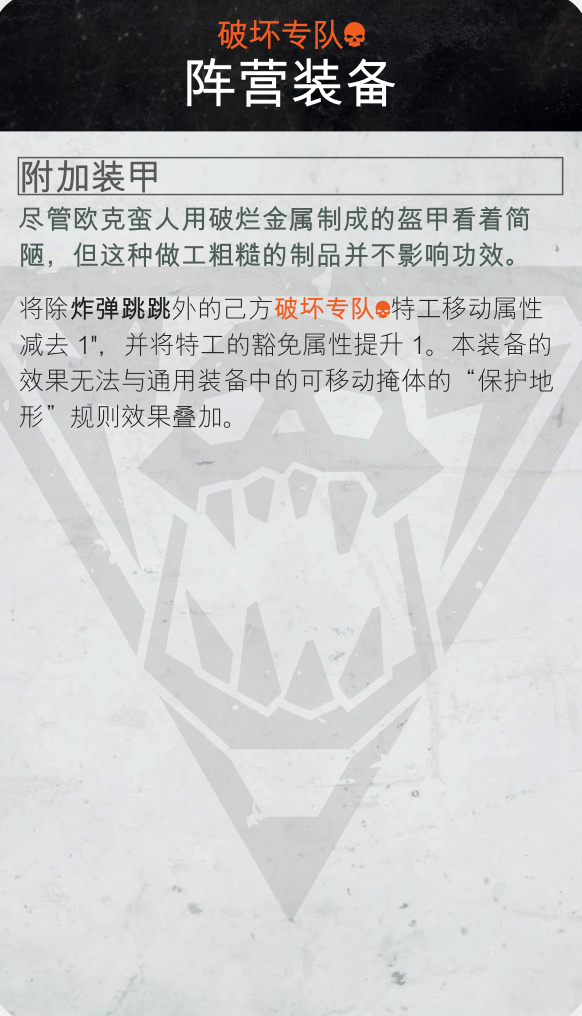 破坏专队
阵营装备
附加装甲
尽管欧克蛮人用破烂金属制成的盔甲看着简
陋，但这种做工粗糙的制品并不影响功效。
将除炸弹跳跳外的己方破坏专队特工移动属性
减去 1"，并将特工的豁免属性提升 1。本装备的
效果无法与通用装备中的可移动掩体的“保护地
形”规则效果叠加。